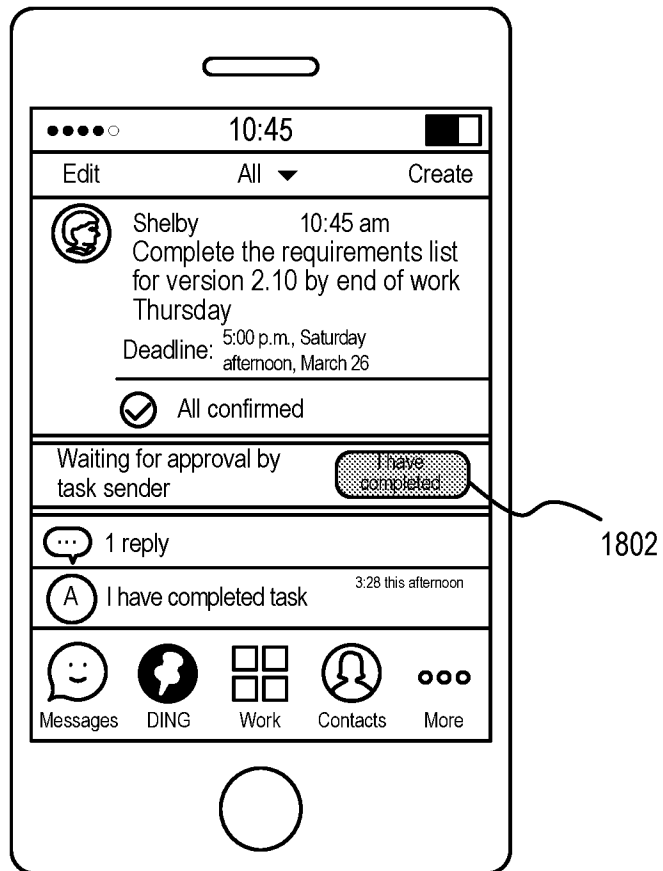 10:45
Edit All Create
Shelby 10:45 am
Complete the requirements list
for version 2.10 by end of work
Thursday
Deadline: 5:00 p.m., Saturday
afternoon, March 26
All confirmed
Waiting for approval by
task sender
I have
completed
1802
1 reply
A I have completed task 3:28 this afternoon
Messages DING Work Contacts More